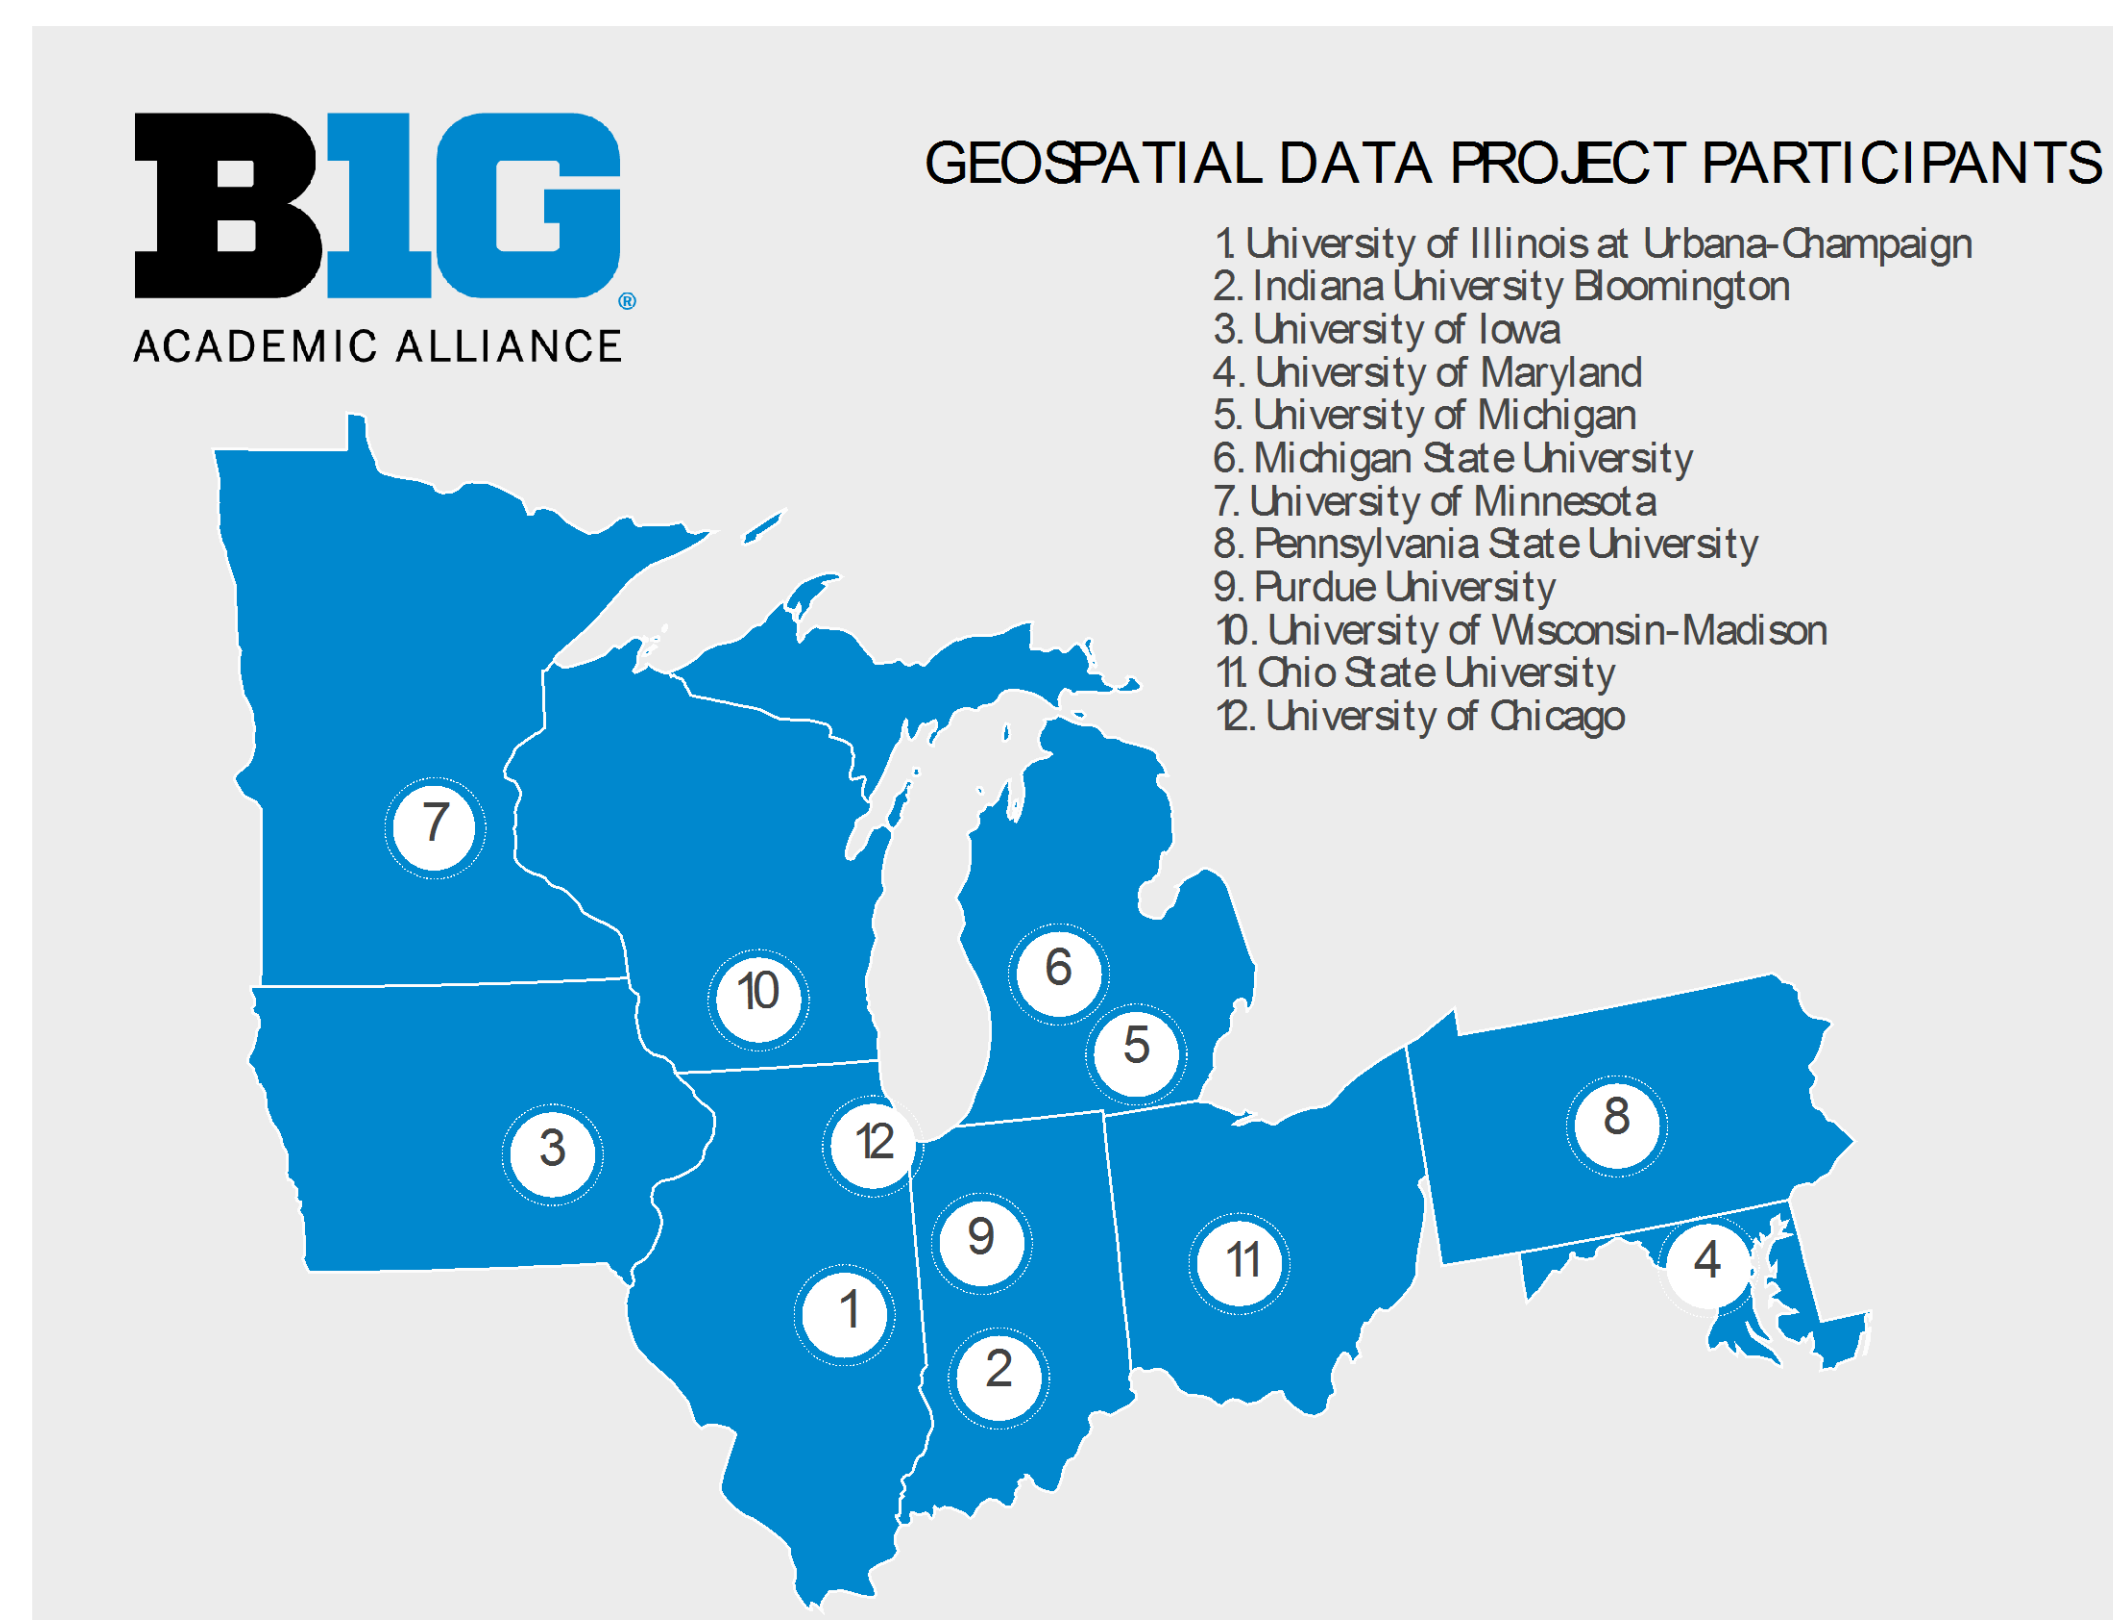 B1G®
ACADEMIC ALLIANCE
GEOSPATIAL DATA PROJECT PARTICIPANTS
1. University of Illinois at Urbana-Champaign
2. Indiana University Bloomington
3. University of Iowa
4. University of Maryland
5. University of Michigan
6. Michigan State University
7. University of Minnesota
8. Pennsylvania State University
9. Purdue University
10. University of Wisconsin-Madison
11. Ohio State University
12. University of Chicago
7
10
6
5
3
12
8
9
11
4
1
2